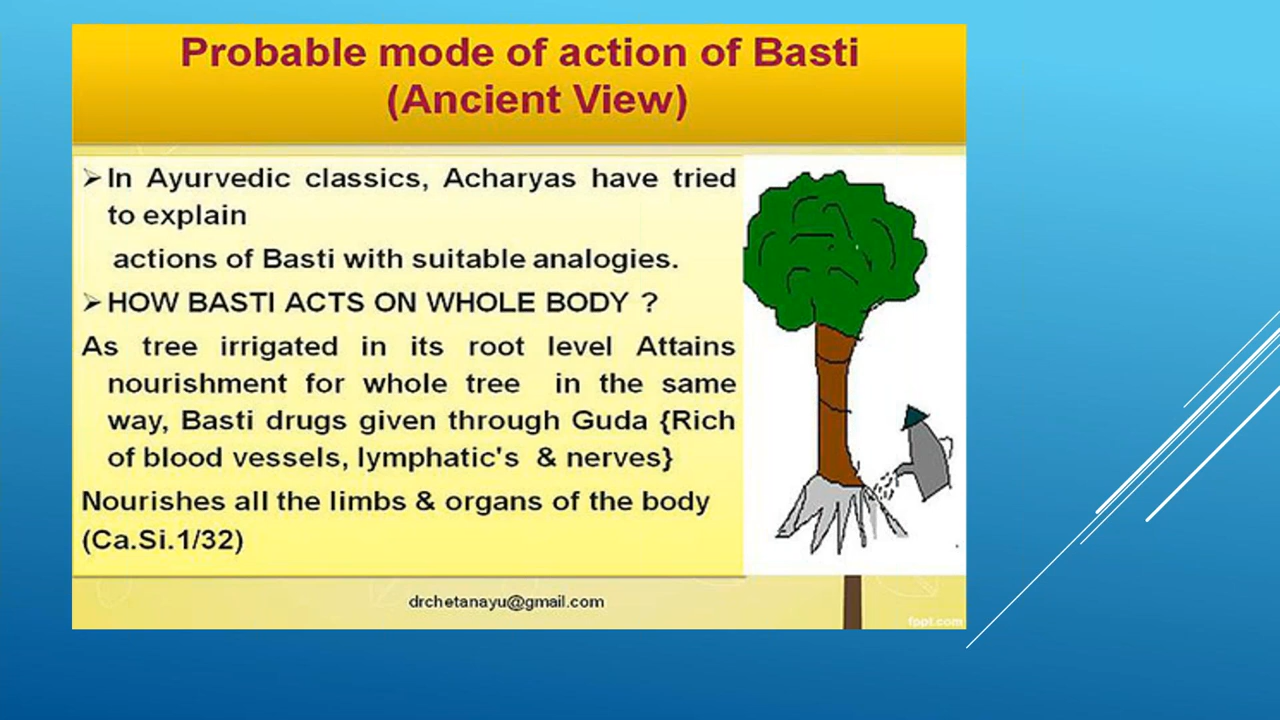 Probable mode of action of Basti
(Ancient View)
➢In Ayurvedic classics, Acharyas have tried
to explain
actions of Basti with suitable analogies.
➢HOW BASTI ACTS ON WHOLE BODY ?
As tree irrigated in its root level Attains
nourishment for whole tree in the same
way, Basti drugs given through Guda {Rich
of blood vessels, lymphatic's & nerves}
Nourishes all the limbs & organs of the body
(Ca.Si.1/32)
drchetanayu@gmail.com
fppt.com